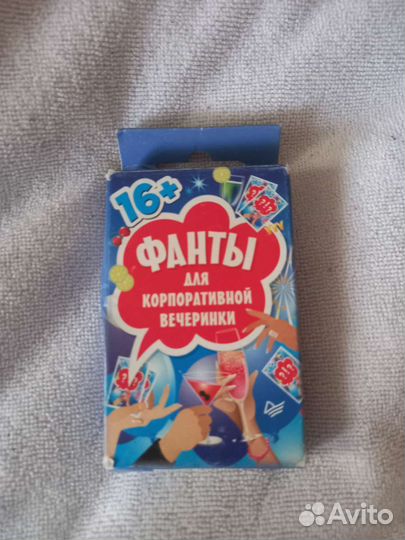 16+
ФАНТЫ
ДЛЯ
КОРПОРАТИВНОЙ
ВЕЧЕРИНКИ
Avito